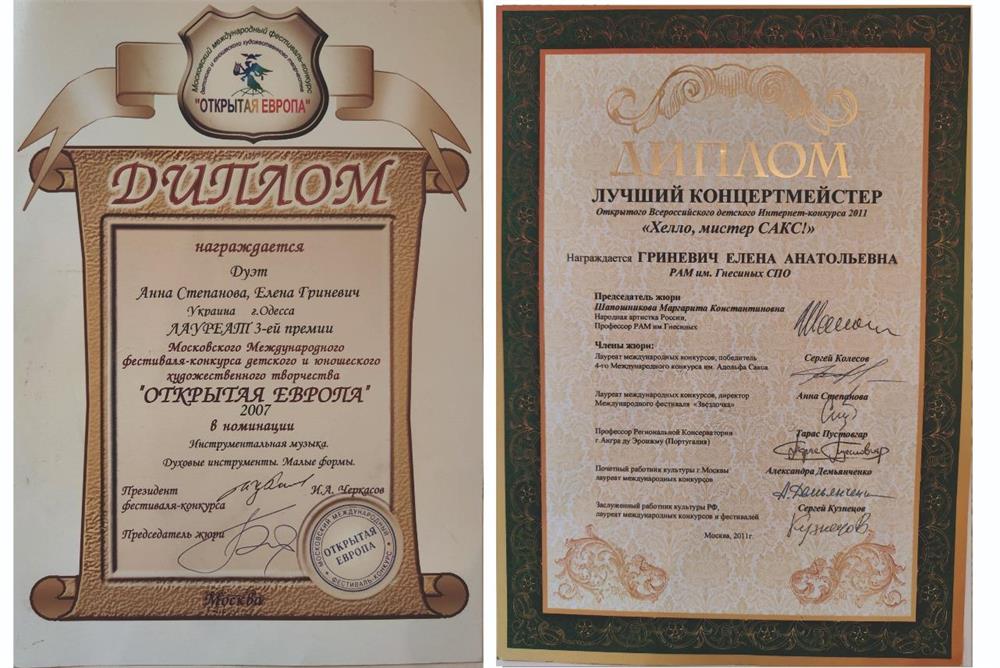 Московский международный фестиваль-конкурс
детского и юношеского художественного творчества
"ОТКРЫТАЯ ЕВРОПА"
ДИПЛОМ
награждается
Дуэт
Анна Степанова, Елена Гриневич
Украина г.Одесса
ЛАУРЕАТ 3-ей премии
Московского Международного
фестиваля-конкурса детского и юношеского
художественного творчества
"ОТКРЫТАЯ ЕВРОПА"
2007
в номинации
Инструментальная музыка.
Духовые инструменты. Малые формы.
Президент
фестиваля-конкурса
И.А. Черкасов
Председатель жюри
МОСКОВСКИЙ МЕЖДУНАРОДНЫЙ
ОТКРЫТАЯ
ЕВРОПА
ФЕСТИВАЛЬ-КОНКУРС
Москва
ДИПЛОМ
ЛУЧШИЙ КОНЦЕРТМЕЙСТЕР
Открытого Всероссийского детского Интернет-конкурса 2011
«Хелло, мистер САКС!»
Награждается ГРИНЕВИЧ ЕЛЕНА АНАТОЛЬЕВНА
РАМ им. Гнесиных СПО
Председатель жюри
Шапошникова Маргарита Константиновна
Народная артистка России,
Профессор РАМ им Гнесиных
Члены жюри:
Лауреат международных конкурсов, победитель
4-го Международного конкурса им. Адольфа Сакса
Сергей Колесов
Лауреат международных конкурсов, директор
Международного фестиваля «Звёздочка»
Анна Степанова
Профессор Региональной Консерватории
г.Ангра ду Эроижму (Португалия)
Тарас Пустовгар
Почетный работник культуры г.Москвы
лауреат международных конкурсов
Александра Демьянченко
Заслуженный работник культуры РФ,
лауреат международных конкурсов и фестивалей
Сергей Кузнецов
Москва, 2011г.